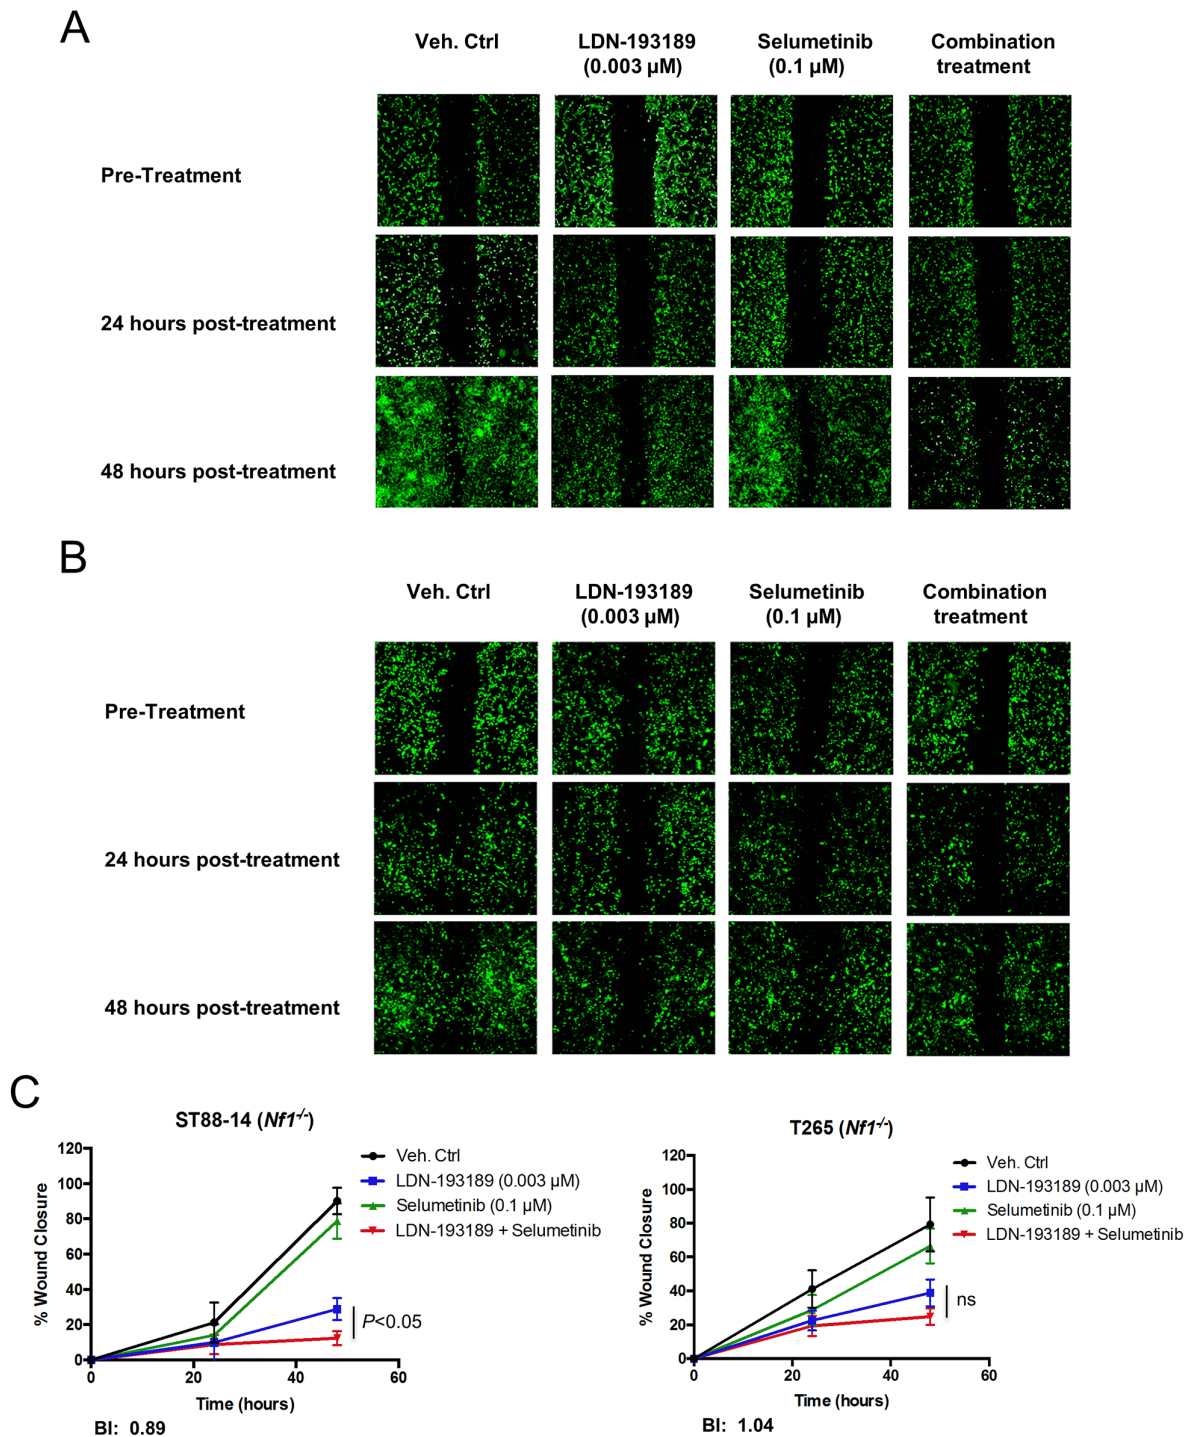 A
Veh. Ctrl
LDN-193189
(0.003 µM)
Selumetinib
(0.1 µM)
Combination
treatment
Pre-Treatment
24 hours post-treatment
48 hours post-treatment
B
Veh. Ctrl
LDN-193189
(0.003 µM)
Selumetinib
(0.1 µM)
Combination
treatment
Pre-Treatment
24 hours post-treatment
48 hours post-treatment
C
ST88-14 (Nf1-/-)
% Wound Closure
120
100
80
60
40
20
0
0
20
40
60
Time (hours)
Veh. Ctrl
LDN-193189 (0.003 µM)
Selumetinib (0.1 µM)
LDN-193189 + Selumetinib
P<0.05
BI: 0.89
T265 (Nf1-/-)
% Wound Closure
120
100
80
60
40
20
0
0
20
40
60
Time (hours)
Veh. Ctrl
LDN-193189 (0.003 µM)
Selumetinib (0.1 µM)
LDN-193189 + Selumetinib
ns
BI: 1.04